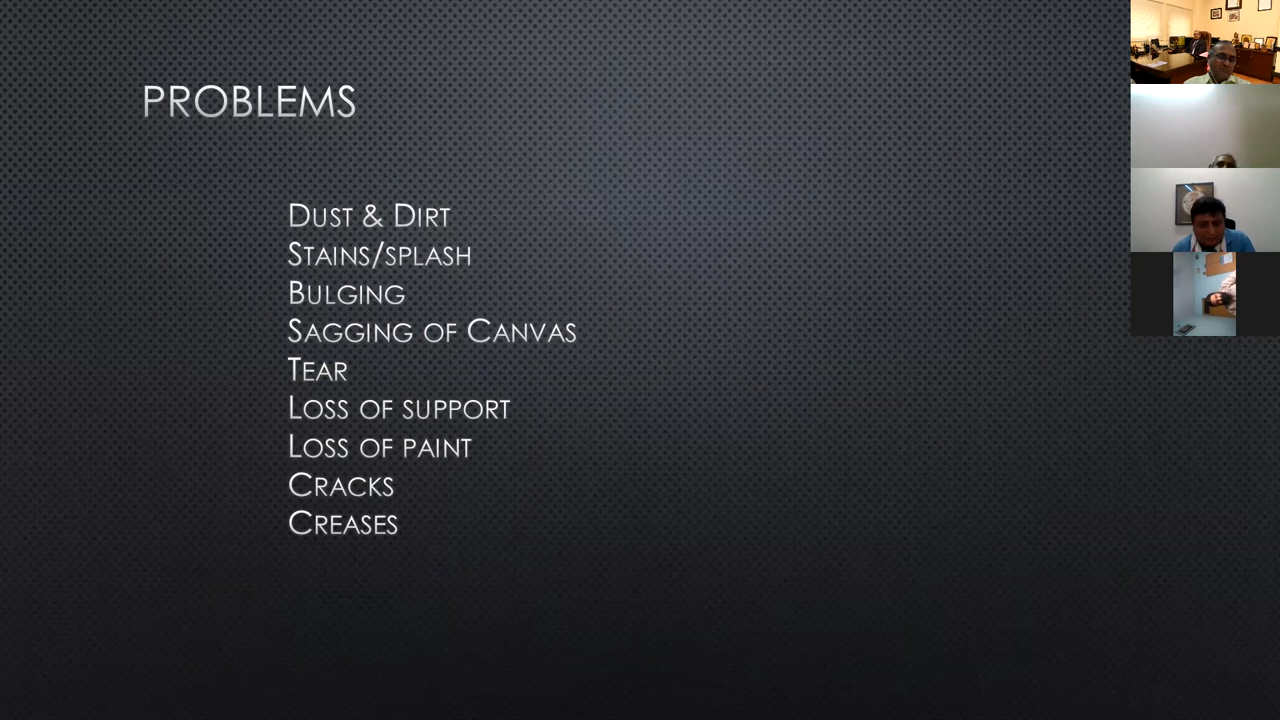 PROBLEMS
DUST & DIRT
STAINS/SPLASH
BULGING
SAGGING OF CANVAS
TEAR
LOSS OF SUPPORT
LOSS OF PAINT
CRACKS
CREASES